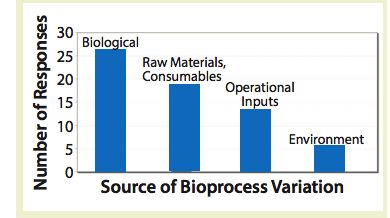 Number of Responses
30
25
20
15
10
5
0
Biological
Raw Materials,
Consumables
Operational
Inputs
Environment
Source of Bioprocess Variation